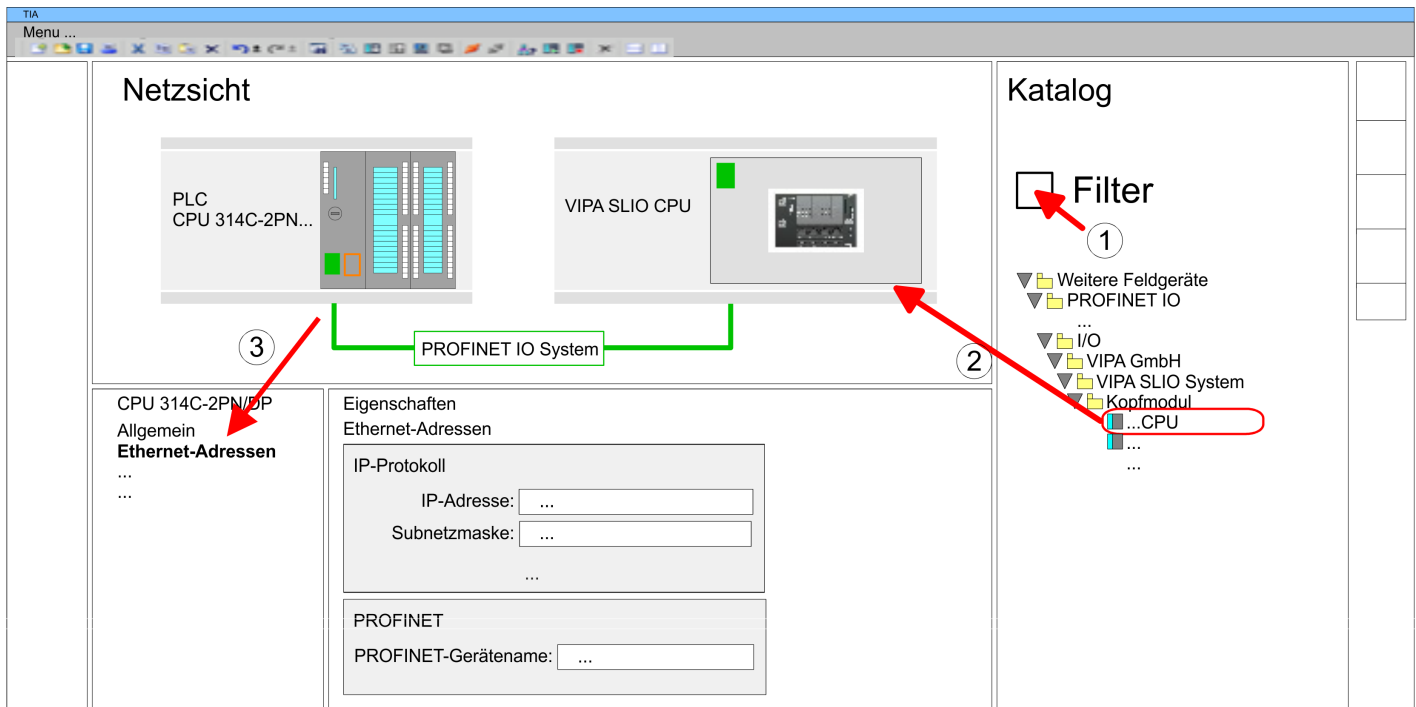 TIA
Menu ...
Netzsicht
PLC
CPU 314C-2PN...
VIPA SLIO CPU
3
PROFINET IO System
2
Katalog
Filter
1
Weitere Feldgeräte
PROFINET IO
...
I/O
VIPA GmbH
VIPA SLIO System
Kopfmodul
...CPU
...
...
CPU 314C-2PN/DP
Allgemein
Ethernet-Adressen
...
...
Eigenschaften
Ethernet-Adressen
IP-Protokoll
IP-Adresse: ...
Subnetzmaske: ...
...
PROFINET
PROFINET-Gerätename: ...